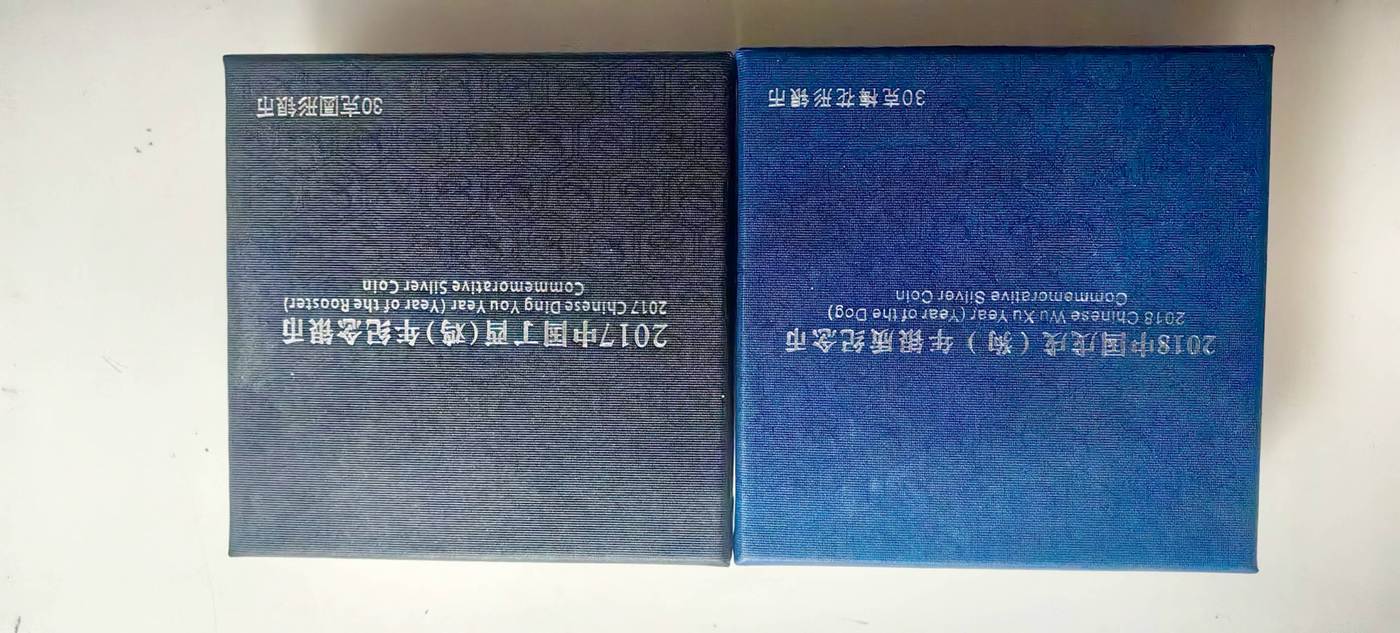 2018中国戊戌（狗）年银质纪念币
2018 Chinese Wu Xu Year (Year of the Dog)
Commemorative Silver Coin
30克梅花形银币
2017中国丁酉(鸡)年纪念银币
2017 Chinese Ding You Year (Year of the Rooster)
Commemorative Silver Coin
30克圆形银币